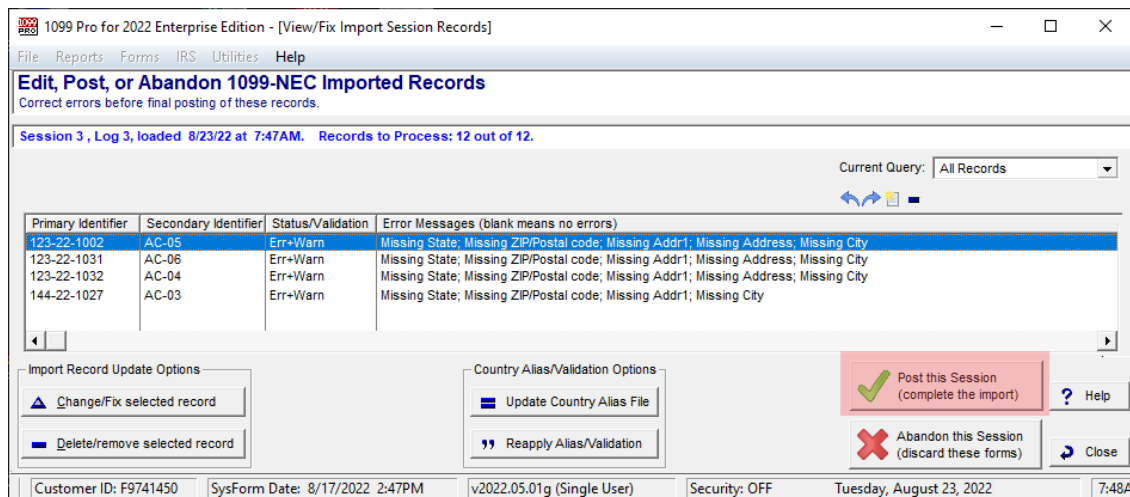 1099 PRO
1099 Pro for 2022 Enterprise Edition - [View/Fix Import Session Records]
File Reports Forms IRS Utilities Help
Edit, Post, or Abandon 1099-NEC Imported Records
Correct errors before final posting of these records.
Session 3 , Log 3, loaded 8/23/22 at 7:47AM. Records to Process: 12 out of 12.
Current Query: All Records
Primary Identifier Secondary Identifier Status/Validation Error Messages (blank means no errors)
123-22-1002 AC-05 Err+Warn Missing State; Missing ZIP/Postal code; Missing Addr1; Missing Address; Missing City
123-22-1031 AC-06 Err+Warn Missing State; Missing ZIP/Postal code; Missing Addr1; Missing Address; Missing City
123-22-1032 AC-04 Err+Warn Missing State; Missing ZIP/Postal code; Missing Addr1; Missing Address; Missing City
144-22-1027 AC-03 Err+Warn Missing State; Missing ZIP/Postal code; Missing Addr1; Missing City
Import Record Update Options
Change/Fix selected record
Delete/remove selected record
Country Alias/Validation Options
Update Country Alias File
Reapply Alias/Validation
Post this Session
(complete the import)
Help
Abandon this Session
(discard these forms)
Close
Customer ID: F9741450 SysForm Date: 8/17/2022 2:47PM v2022.05.01g (Single User) Security: OFF Tuesday, August 23, 2022 7:48A